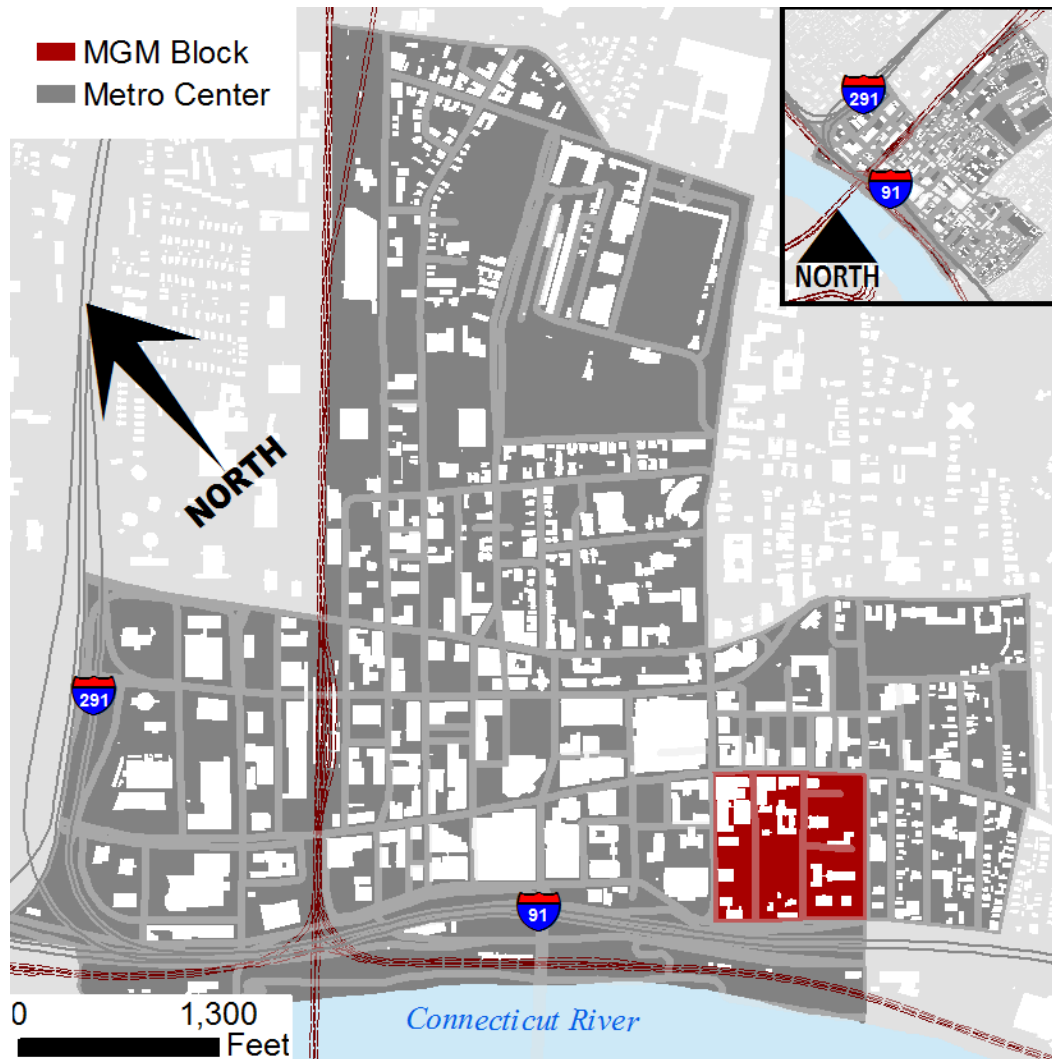 MGM Block
Metro Center
291
91
NORTH
NORTH
291
91
0 1,300
Feet
Connecticut River